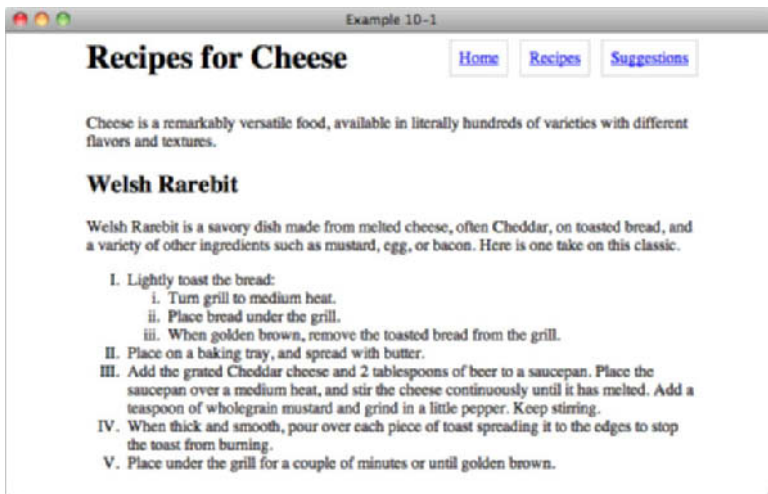 Example 10-1
Recipes for Cheese
Home
Recipes
Suggestions
Cheese is a remarkably versatile food, available in literally hundreds of varieties with different
flavors and textures.
Welsh Rarebit
Welsh Rarebit is a savory dish made from melted cheese, often Cheddar, on toasted bread, and
a variety of other ingredients such as mustard, egg, or bacon. Here is one take on this classic.
I. Lightly toast the bread:
i. Turn grill to medium heat.
ii. Place bread under the grill.
iii. When golden brown, remove the toasted bread from the grill.
II. Place on a baking tray, and spread with butter.
III. Add the grated Cheddar cheese and 2 tablespoons of beer to a saucepan. Place the
saucepan over a medium heat, and stir the cheese continuously until it has melted. Add a
teaspoon of wholegrain mustard and grind in a little pepper. Keep stirring.
IV. When thick and smooth, pour over each piece of toast spreading it to the edges to stop
the toast from burning.
V. Place under the grill for a couple of minutes or until golden brown.